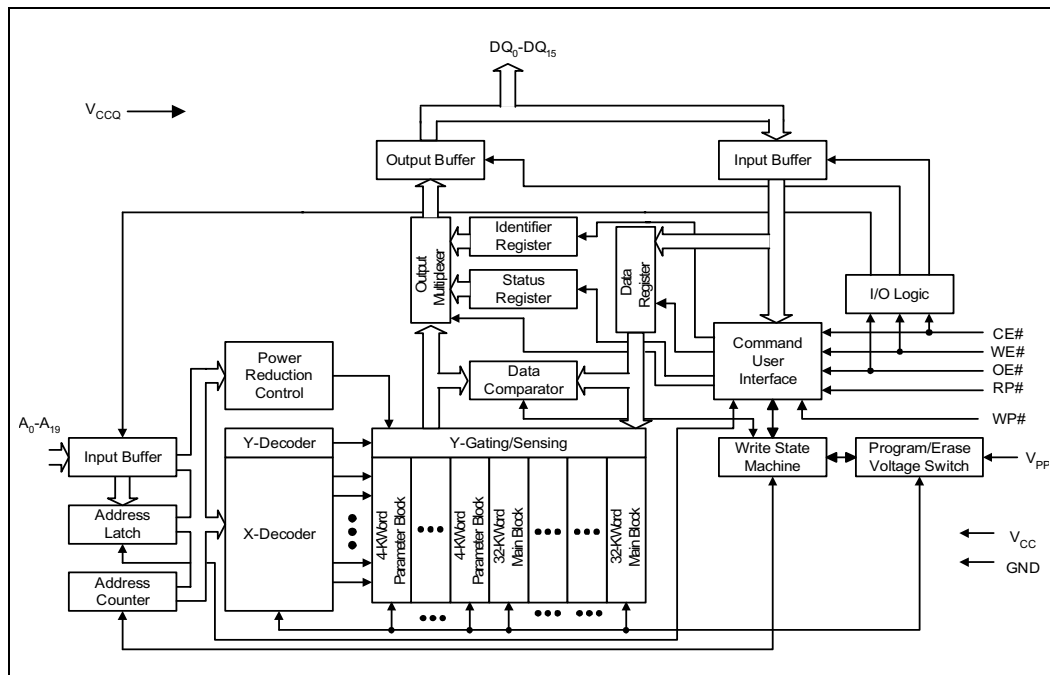 DQ0-DQ15
VCCQ
Output Buffer
Input Buffer
Output
Multiplexer
Identifier
Register
Status
Register
Data
Register
I/O Logic
CE#
WE#
OE#
RP#
WP#
Command
User
Interface
Power
Reduction
Control
Data
Comparator
A0-A19
Input Buffer
Y-Decoder
Y-Gating/Sensing
Write State
Machine
Program/Erase
Voltage Switch
VPP
Address
Latch
X-Decoder
4-KWord
Parameter Block
4-KWord
Parameter Block
32-KWord
Main Block
32-KWord
Main Block
VCC
GND
Address
Counter